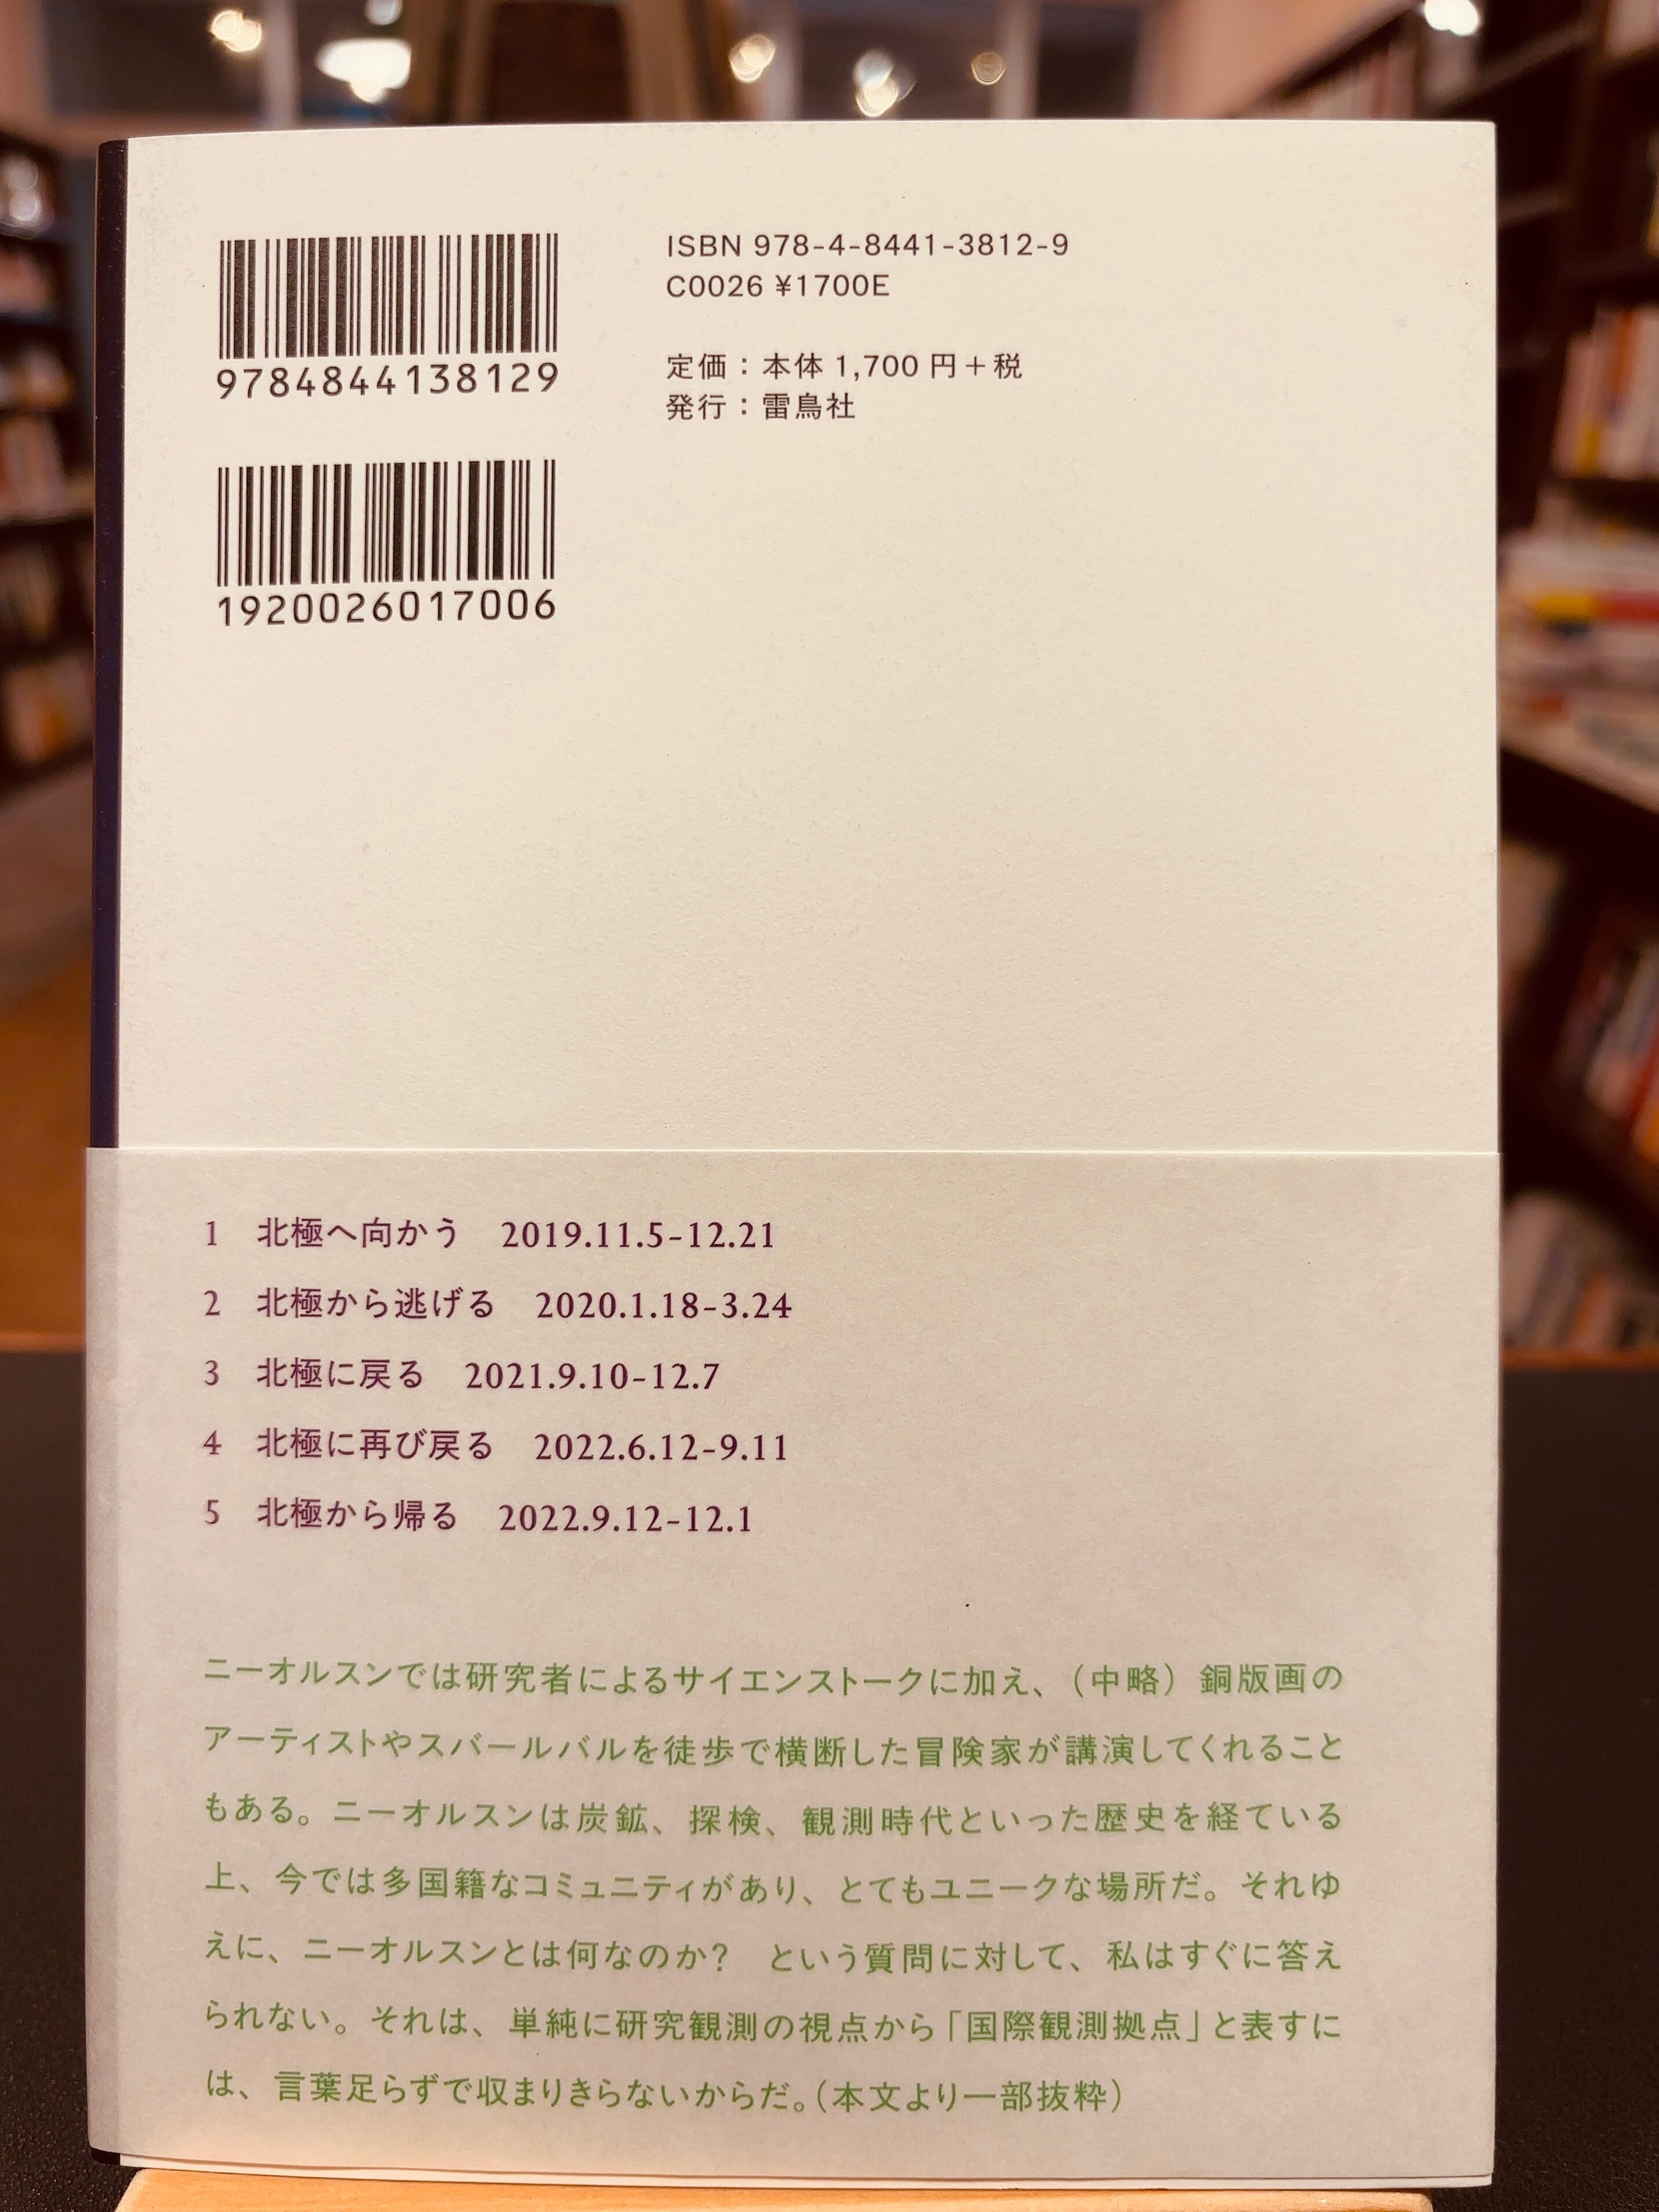 9784844138129
ISBN 978-4-8441-3812-9
C0026 ¥1700E
定価：本体 1,700 円＋税
発行：雷鳥社
1920026017006
1 北極へ向かう 2019.11.5-12.21
2 北極から逃げる 2020.1.18-3.24
3 北極に戻る 2021.9.10-12.7
4 北極に再び戻る 2022.6.12-9.11
5 北極から帰る 2022.9.12-12.1
ニーオルスンでは研究者によるサイエンストークに加え、（中略）銅版画の
アーティストやスバールバルを徒歩で横断した冒険家が講演してくれること
もある。ニーオルスンは炭鉱、探検、観測時代といった歴史を経ている
上、今では多国籍なコミュニティがあり、とてもユニークな場所だ。それゆ
えに、ニーオルスンとは何なのか？　という質問に対して、私はすぐに答え
られない。それは、単純に研究観測の視点から「国際観測拠点」と表すに
は、言葉足らずで収まりきらないからだ。（本文より一部抜粋）